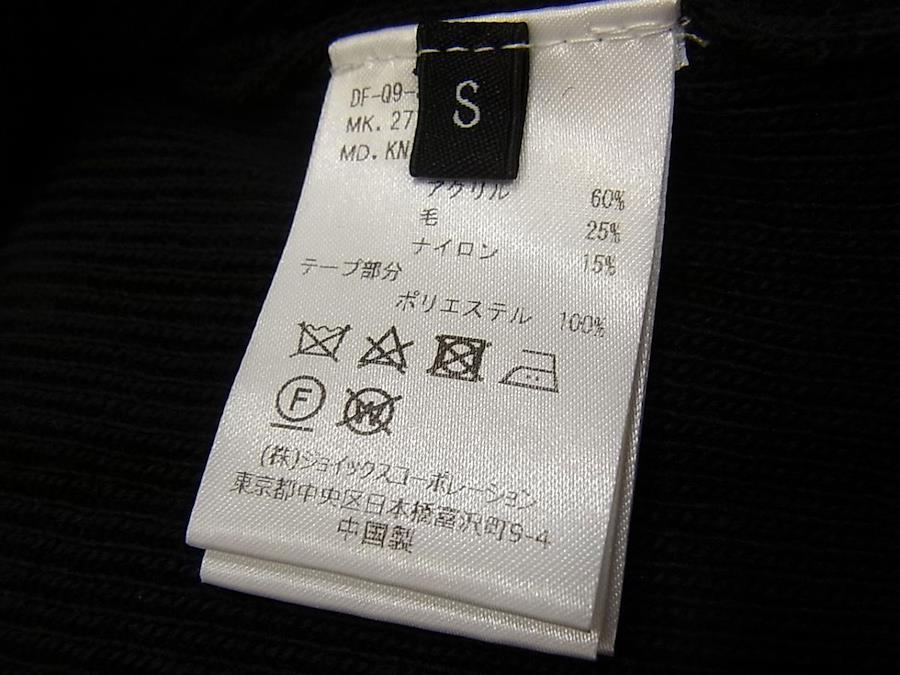 S
DF-Q9-
MK. 27
MD. KN
アクリル 60%
毛 25%
ナイロン 15%
テープ部分
ポリエステル 100%
F
W
(株)ジョイックスコーポレーション
東京都中央区日本橋富沢町9-4
中国製